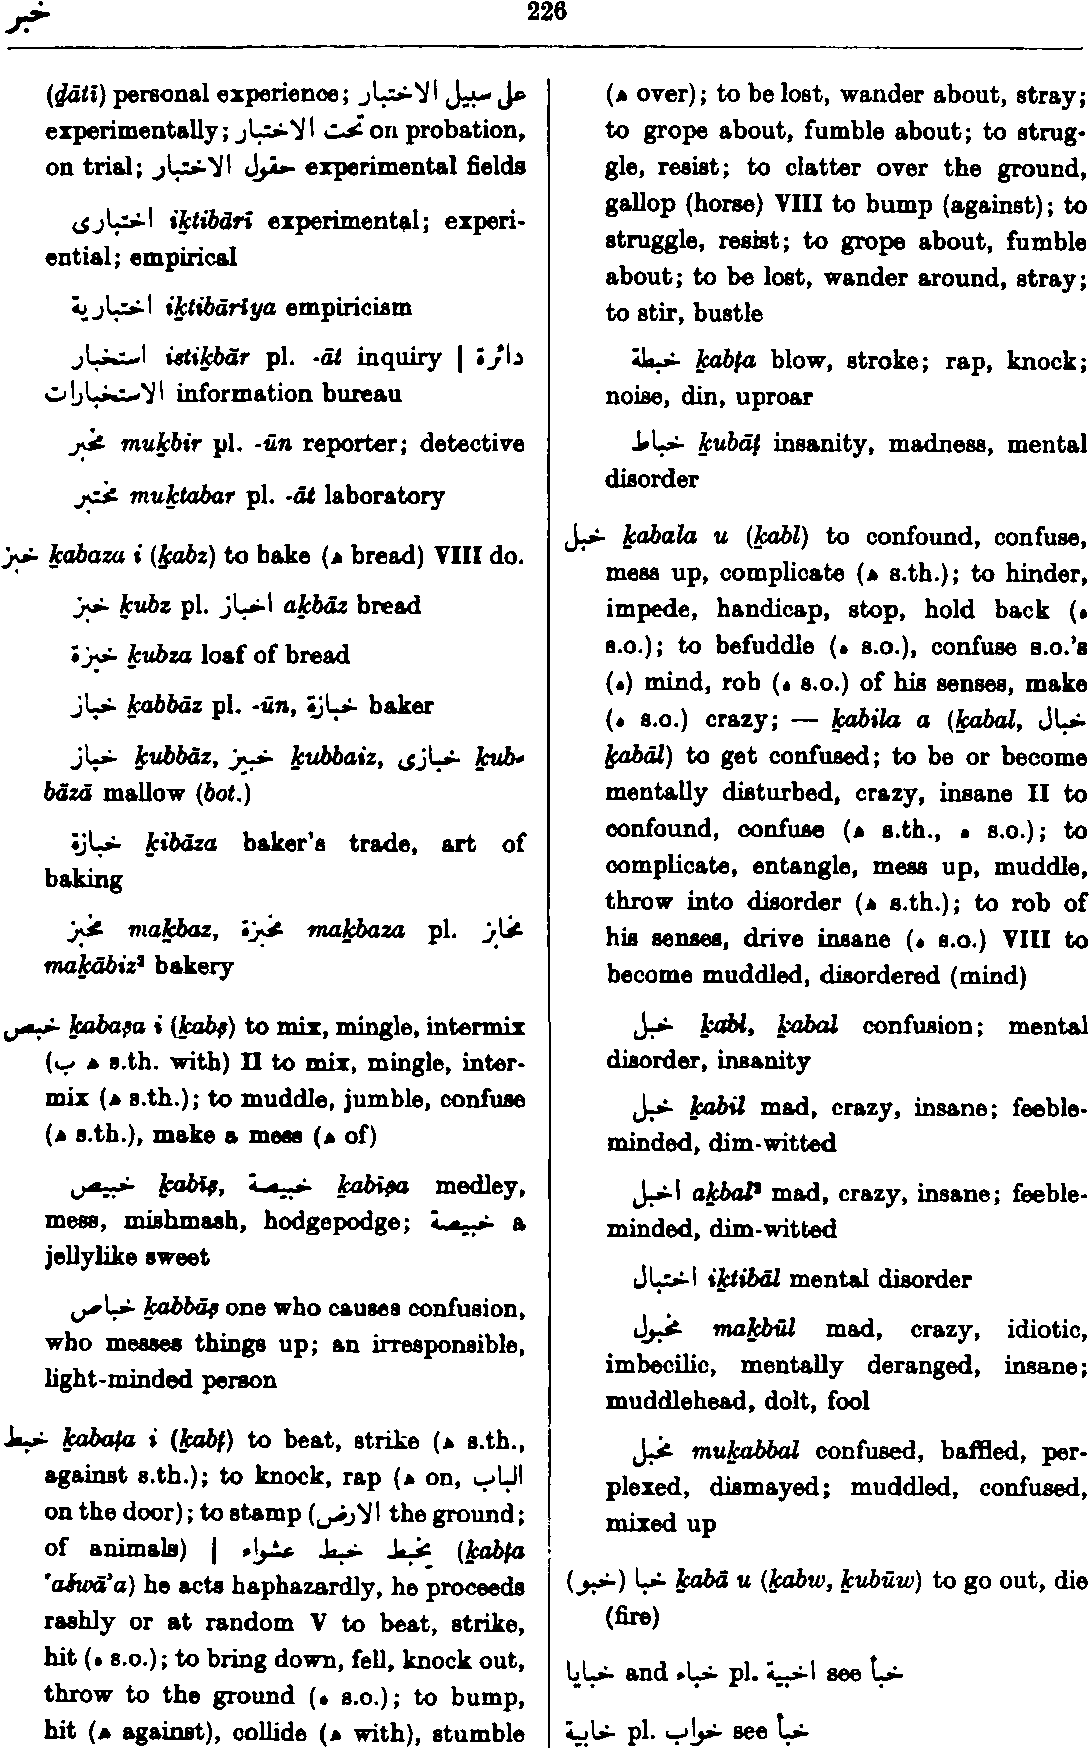 خبر
226
(ḏātī) personal experience; على سبيل الاختبار
experimentally; تحت الاختبار on probation,
on trial; حقول الاختبار experimental fields
اختبارى iḵtibārī experimental; experi-
ential; empirical
اختبارية iḵtibārīya empiricism
استخبار istiḵbār pl. -āt inquiry | دائرة
الاستخبارات information bureau
مخبر muḵbir pl. -ūn reporter; detective
مختبر muḵtabar pl. -āt laboratory
خبز ḵabaza i (ḵabz) to bake (ه bread) VIII do.
خبز ḵubz pl. اخباز aḵbāz bread
خبزة ḵubza loaf of bread
خباز ḵabbāz pl. -ūn, خبازة baker
خباز ḵubbāz, خبيز ḵubbaiz, خبازى ḵub-
bāzā mallow (bot.)
خبازة ḵibāza baker's trade, art of
baking
مخبز maḵbaz, مخبزة maḵbaza pl. مخابز
maḵābiz² bakery
خبص ḵabaṣa i (ḵabṣ) to mix, mingle, intermix
(ب ه s.th. with) II to mix, mingle, inter-
mix (ه s.th.); to muddle, jumble, confuse
(ه s.th.), make a mess (ه of)
خبيص ḵabīṣ, خبيصة ḵabīṣa medley,
mess, mishmash, hodgepodge; خبيصة a
jellylike sweet
خباص ḵabbāṣ one who causes confusion,
who messes things up; an irresponsible,
light-minded person
خبط ḵabaṭa i (ḵabṭ) to beat, strike (ه s.th.,
against s.th.); to knock, rap (ه on, الباب
on the door); to stamp (الارض the ground;
of animals) | يخبط خبط عشواء (ḵabṭa
'ašwā'a) he acts haphazardly, he proceeds
rashly or at random V to beat, strike,
hit (ه s.o.); to bring down, fell, knock out,
throw to the ground (ه s.o.); to bump,
hit (ه against), collide (ه with), stumble
(ه over); to be lost, wander about, stray;
to grope about, fumble about; to strug-
gle, resist; to clatter over the ground,
gallop (horse) VIII to bump (against); to
struggle, resist; to grope about, fumble
about; to be lost, wander around, stray;
to stir, bustle
خبطة ḵabṭa blow, stroke; rap, knock;
noise, din, uproar
خباط ḵubāṭ insanity, madness, mental
disorder
خبل ḵabala u (ḵabl) to confound, confuse,
mess up, complicate (ه s.th.); to hinder,
impede, handicap, stop, hold back (ه
s.o.); to befuddle (ه s.o.), confuse s.o.'s
(ه) mind, rob (ه s.o.) of his senses, make
(ه s.o.) crazy; — ḵabila a (ḵabal, خبال
ḵabāl) to get confused; to be or become
mentally disturbed, crazy, insane II to
confound, confuse (ه s.th., ه s.o.); to
complicate, entangle, mess up, muddle,
throw into disorder (ه s.th.); to rob of
his senses, drive insane (ه s.o.) VIII to
become muddled, disordered (mind)
خبل ḵabl, ḵabal confusion; mental
disorder, insanity
خبل ḵabil mad, crazy, insane; feeble-
minded, dim-witted
اخبل aḵbal² mad, crazy, insane; feeble-
minded, dim-witted
اختبال iḵtibāl mental disorder
مخبول maḵbūl mad, crazy, idiotic,
imbecilic, mentally deranged, insane;
muddlehead, dolt, fool
مخبل muḵabbal confused, baffled, per-
plexed, dismayed; muddled, confused,
mixed up
(خبو) خبا ḵabā u (ḵabw, ḵubūw) to go out, die
(fire)
خبايا and خباء pl. اخبية see خبأ
خابية pl. خواب see خبأ